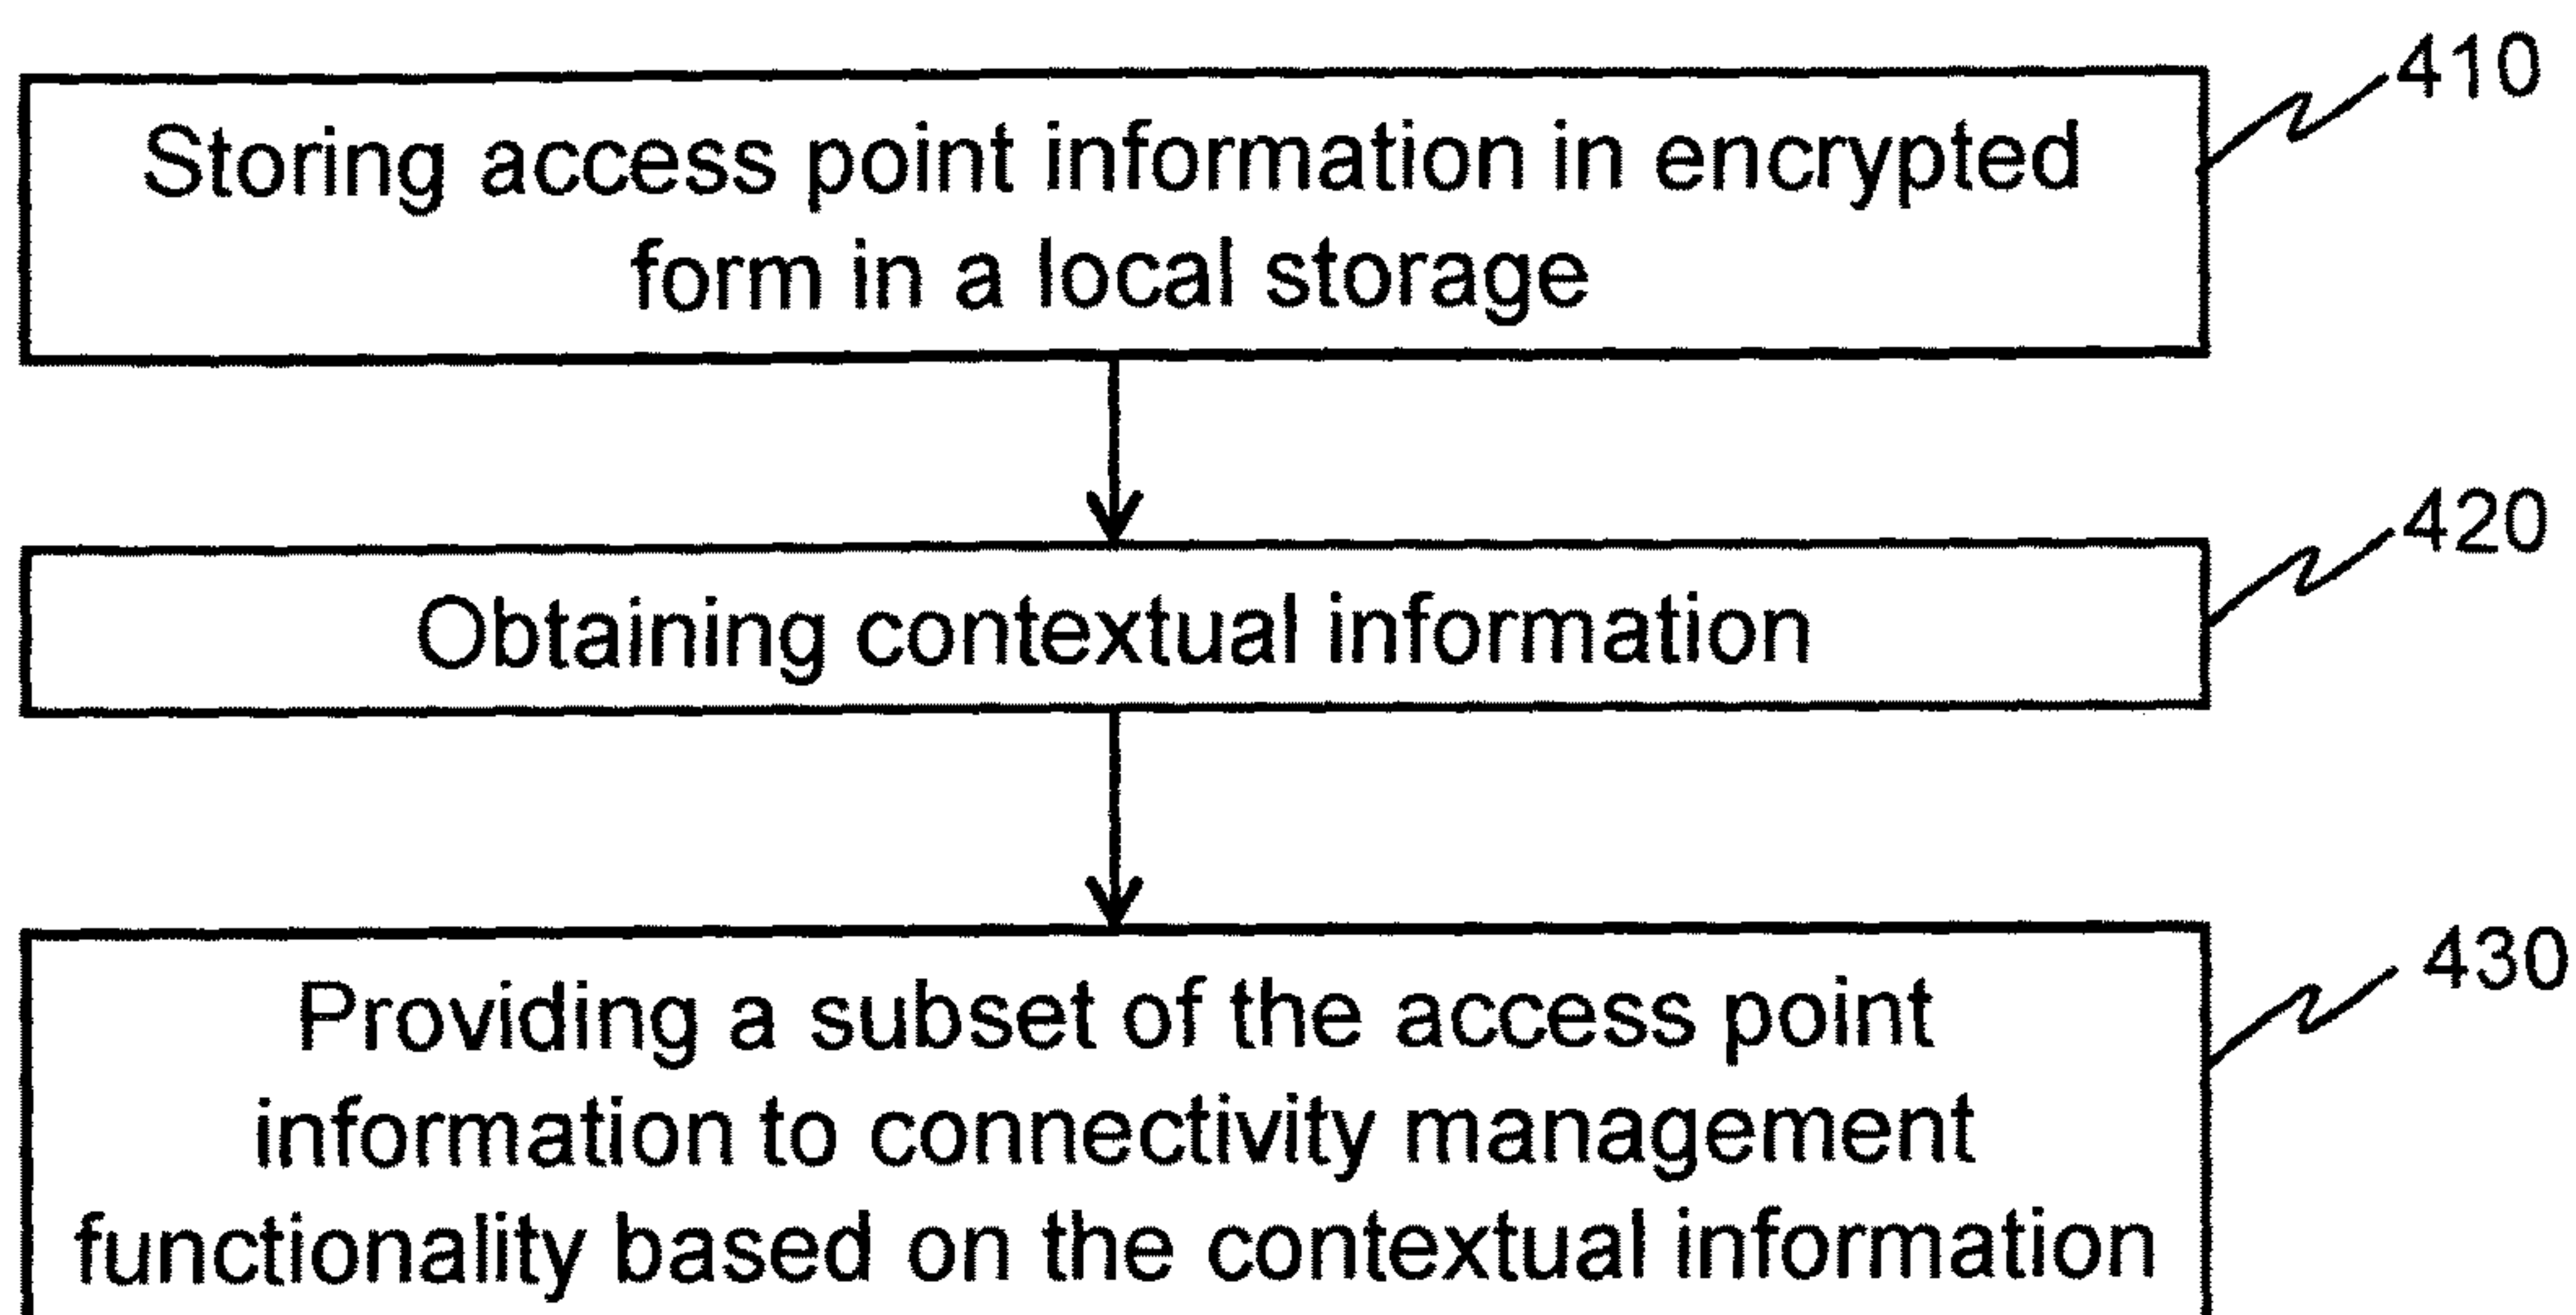 410
Storing access point information in encrypted
form in a local storage
420
Obtaining contextual information
430
Providing a subset of the access point
information to connectivity management
functionality based on the contextual information